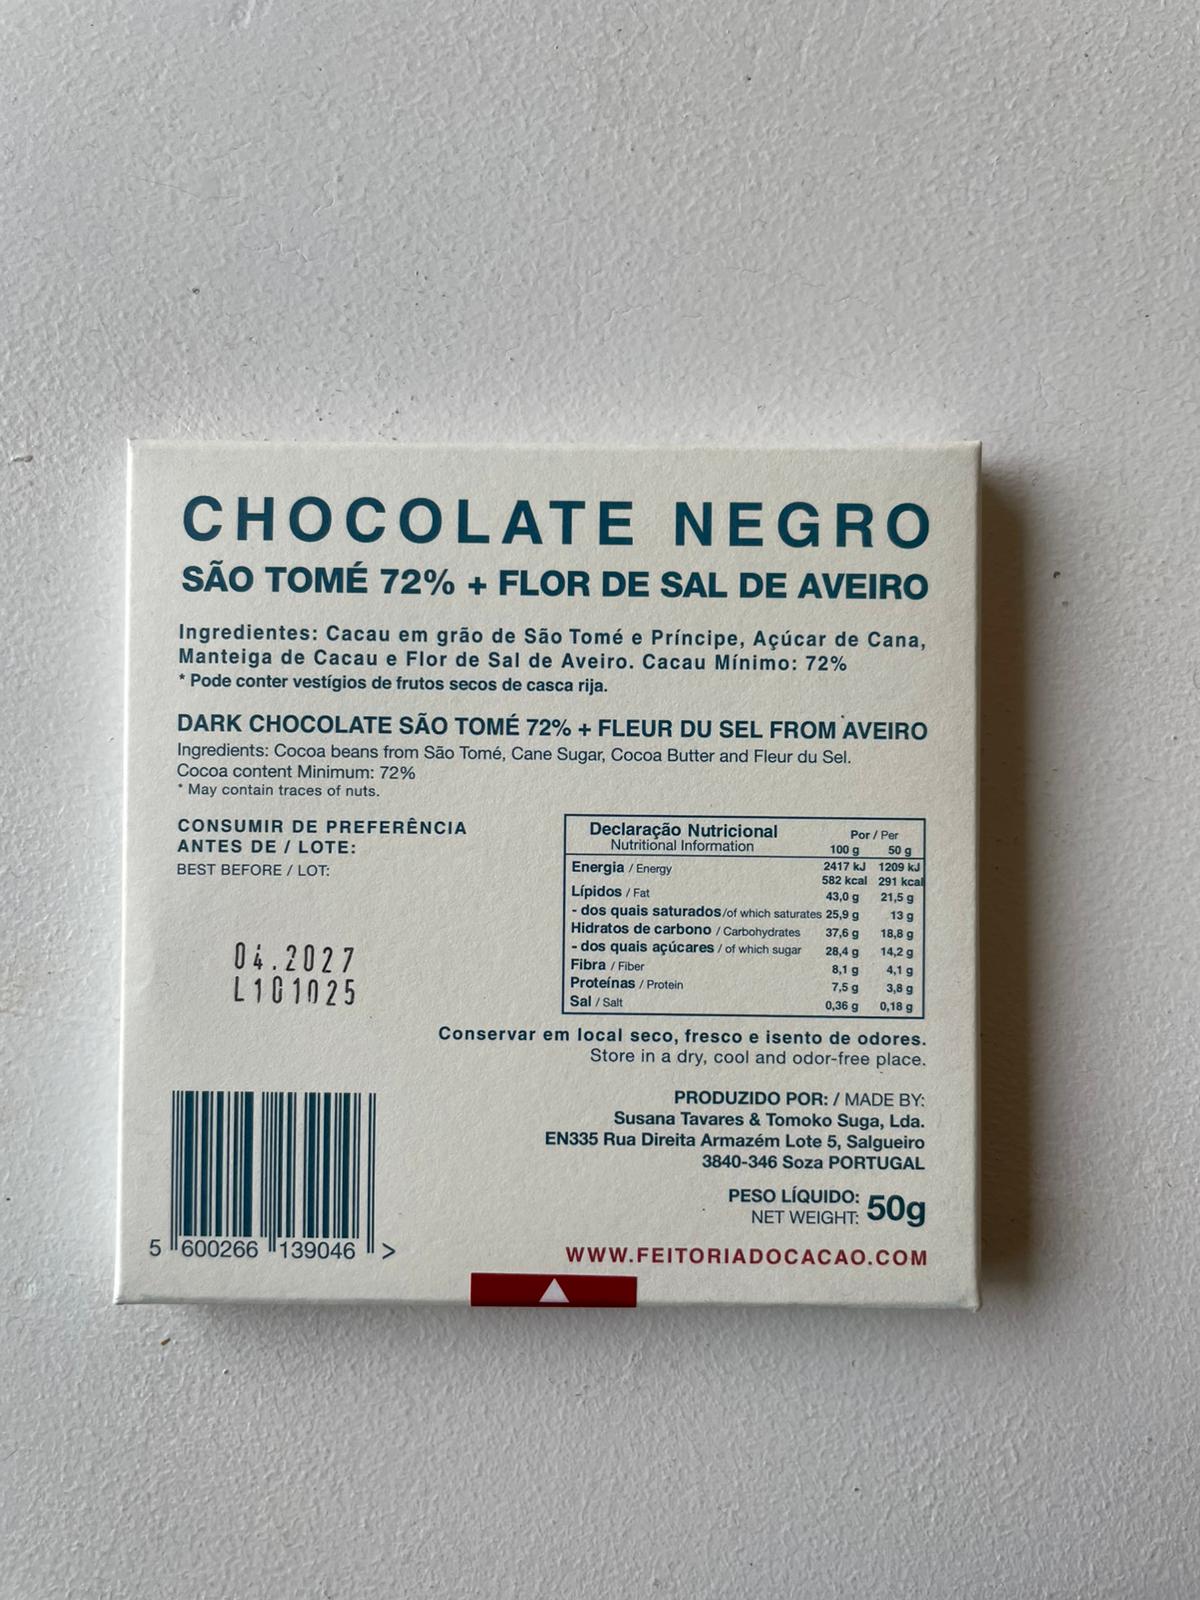 CHOCOLATE NEGRO
SÃO TOMÉ 72% + FLOR DE SAL DE AVEIRO
Ingredientes: Cacau em grão de São Tomé e Príncipe, Açúcar de Cana,
Manteiga de Cacau e Flor de Sal de Aveiro. Cacau Mínimo: 72%
* Pode conter vestígios de frutos secos de casca rija.
DARK CHOCOLATE SÃO TOMÉ 72% + FLEUR DU SEL FROM AVEIRO
Ingredients: Cocoa beans from São Tomé, Cane Sugar, Cocoa Butter and Fleur du Sel.
Cocoa content Minimum: 72%
* May contain traces of nuts.
CONSUMIR DE PREFERÊNCIA
ANTES DE / LOTE:
BEST BEFORE / LOT:
04.2027
L101025
Declaração Nutricional Por / Per
Nutritional Information 100 g 50 g
Energia / Energy 2417 kJ 1209 kJ
582 kcal 291 kcal
Lípidos / Fat 43,0 g 21,5 g
- dos quais saturados/of which saturates 25,9 g 13 g
Hidratos de carbono / Carbohydrates 37,6 g 18,8 g
- dos quais açúcares / of which sugar 28,4 g 14,2 g
Fibra / Fiber 8,1 g 4,1 g
Proteínas / Protein 7,5 g 3,8 g
Sal / Salt 0,36 g 0,18 g
Conservar em local seco, fresco e isento de odores.
Store in a dry, cool and odor-free place.
PRODUZIDO POR: / MADE BY:
Susana Tavares & Tomoko Suga, Lda.
EN335 Rua Direita Armazém Lote 5, Salgueiro
3840-346 Soza PORTUGAL
PESO LÍQUIDO: 50g
NET WEIGHT:
5 600266 139046 >
WWW.FEITORIADOCACAO.COM